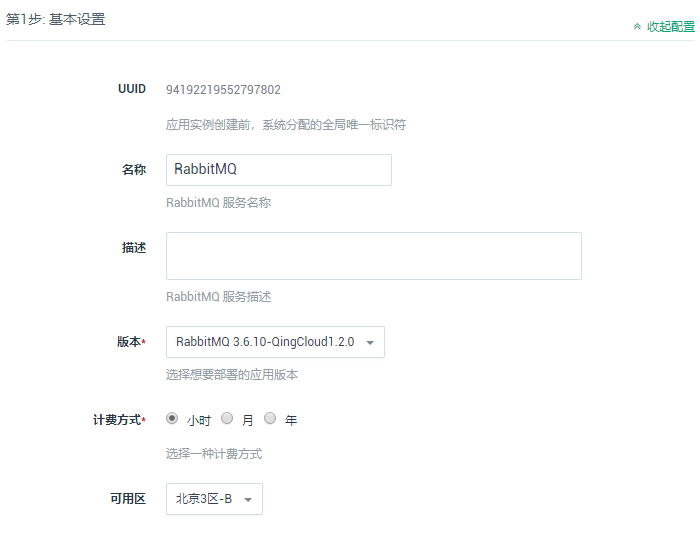 第1步: 基本设置
收起配置
UUID 94192219552797802
应用实例创建前，系统分配的全局唯一标识符
名称 RabbitMQ
RabbitMQ 服务名称
描述
RabbitMQ 服务描述
版本* RabbitMQ 3.6.10-QingCloud1.2.0
选择想要部署的应用版本
计费方式* 小时 月 年
选择一种计费方式
可用区 北京3区-B